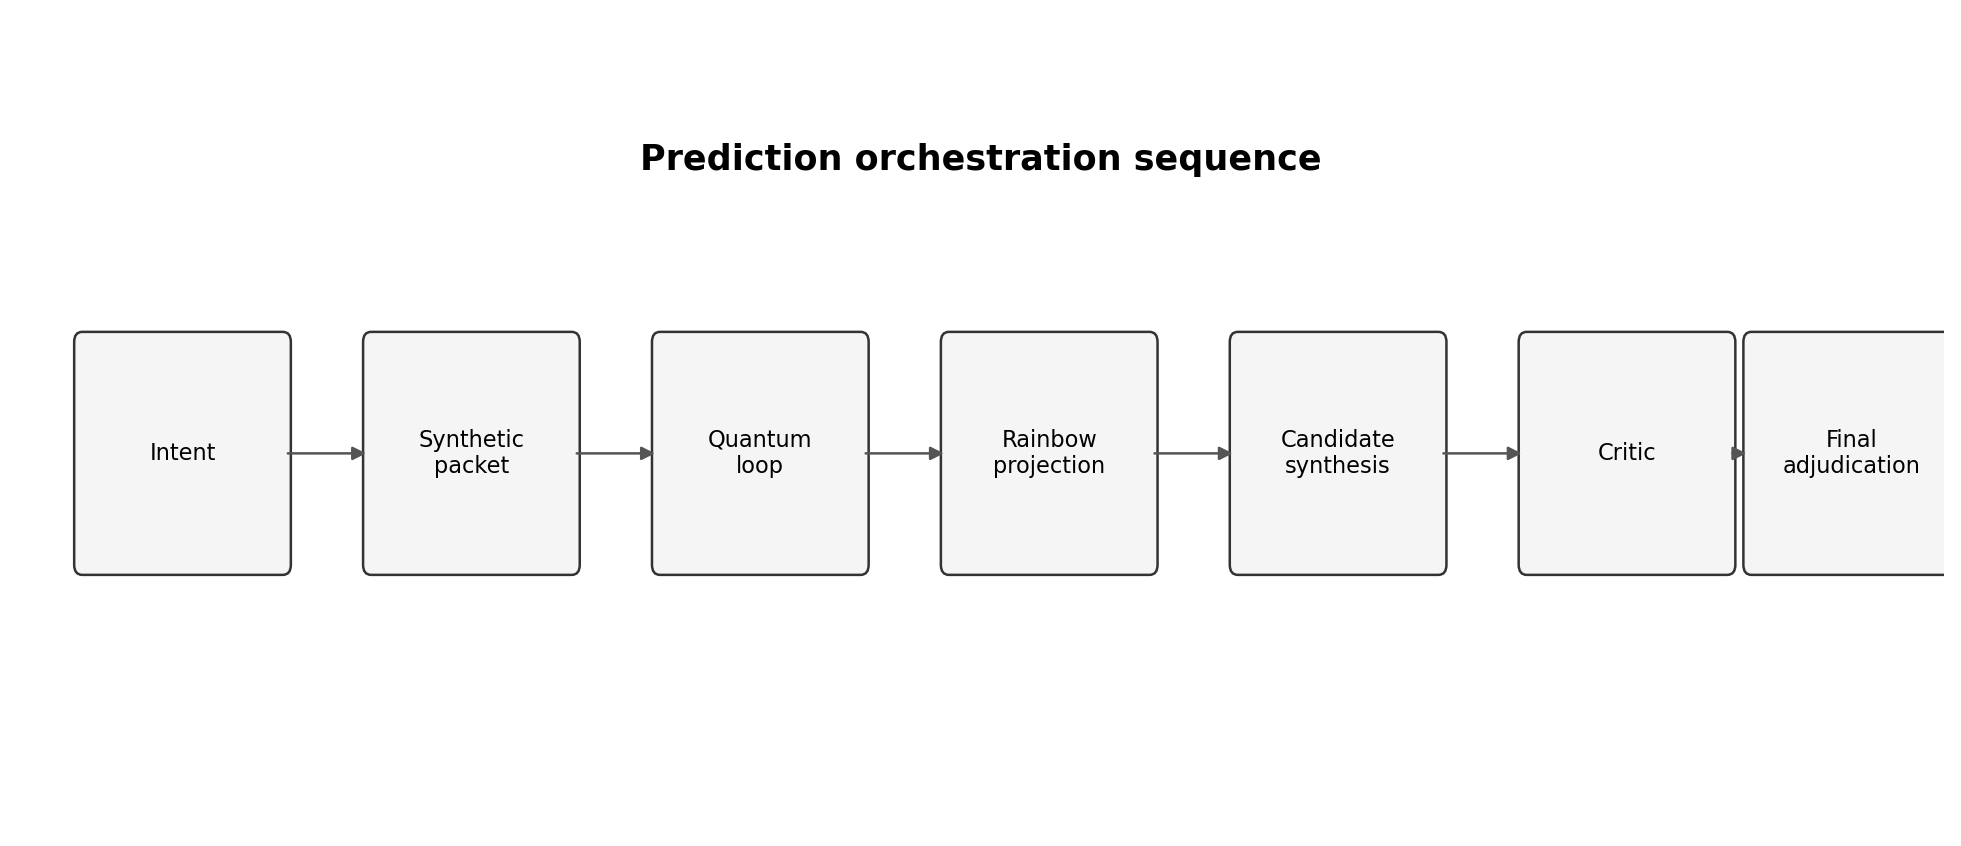 Prediction orchestration sequence
Intent
Synthetic
packet
Quantum
loop
Rainbow
projection
Candidate
synthesis
Critic
Final
adjudication